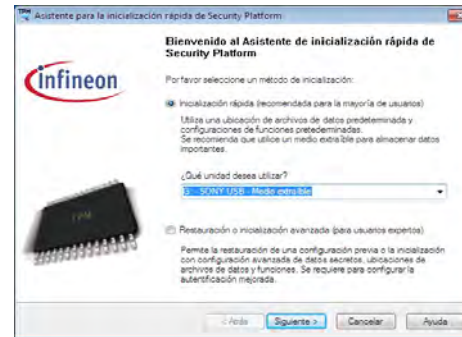 Asistente para la inicialización rápida de Security Platform
Bienvenido al Asistente de inicialización rápida de
Security Platform
infineon
Por favor seleccione un método de inicialización:
Inicialización rápida (recomendada para la mayoría de usuarios)
Utiliza una ubicación de archivos de datos predeterminada y
configuraciones de funciones pretederminadas.
Se recomienda que utilice un medio extraíble para almacenar datos
importantes.
¿Qué unidad desea utilizar?
G: - SONY USB - Medio extraíble
TPM
Restauración o inicialización avanzada (para usuarios expertos)
Permite la restauración de una configuración previa o la inicialización
con configuración avanzada de datos secretos, ubicaciones de
archivos de datos y funciones. Se requiere para configurar la
autentificación mejorada.
< Atrás Siguiente > Cancelar Ayuda